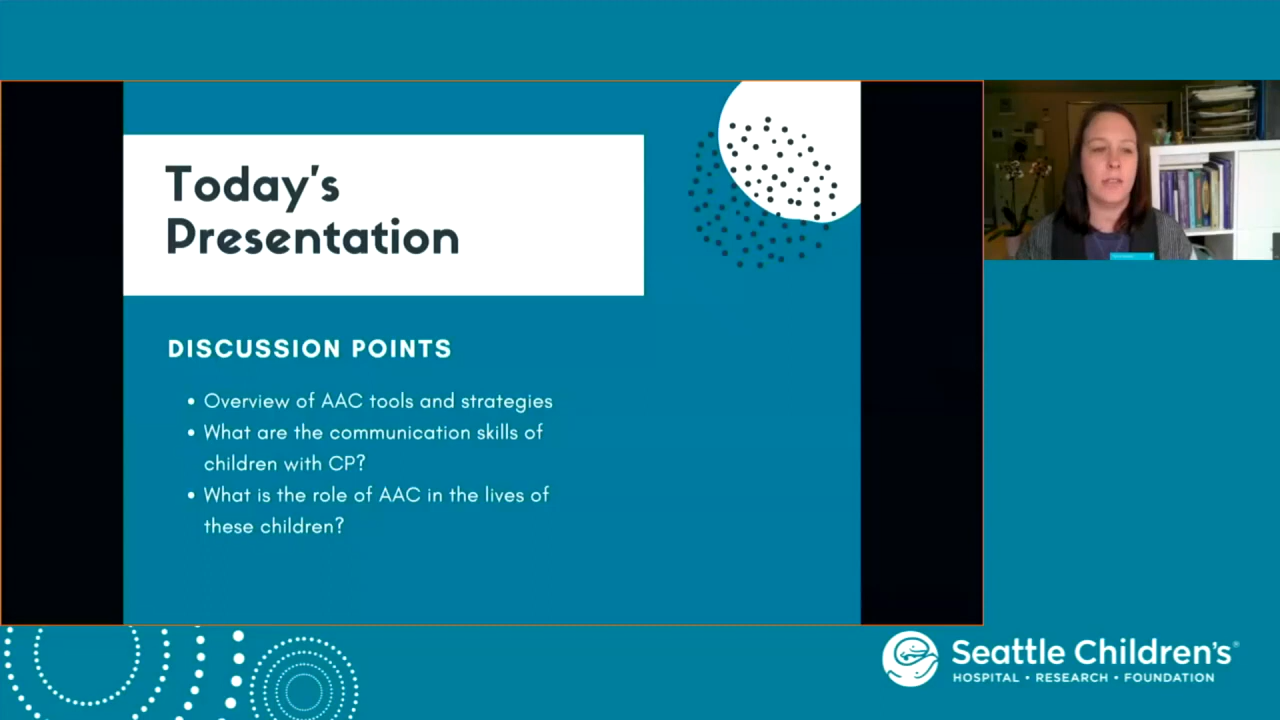 Today's
Presentation
DISCUSSION POINTS
• Overview of AAC tools and strategies
• What are the communication skills of
children with CP?
• What is the role of AAC in the lives of
these children?
Seattle Children's®
HOSPITAL • RESEARCH • FOUNDATION